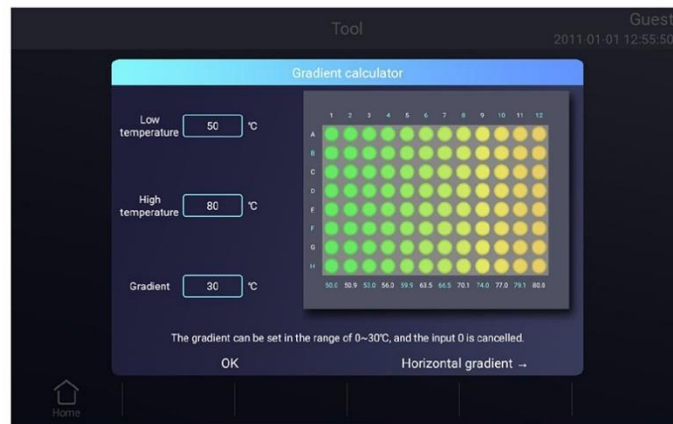 Tool
Guest
2011-01-01 12:55:50
Gradient calculator
Low temperature 50 ℃
High temperature 80 ℃
Gradient 30 ℃
1 2 3 4 5 6 7 8 9 10 11 12
A
B
C
D
E
F
G
H
50.0 50.9 52.0 56.0 59.9 63.5 66.5 70.1 74.0 77.0 79.1 80.0
The gradient can be set in the range of 0~30℃, and the input 0 is cancelled.
OK
Horizontal gradient →
Home